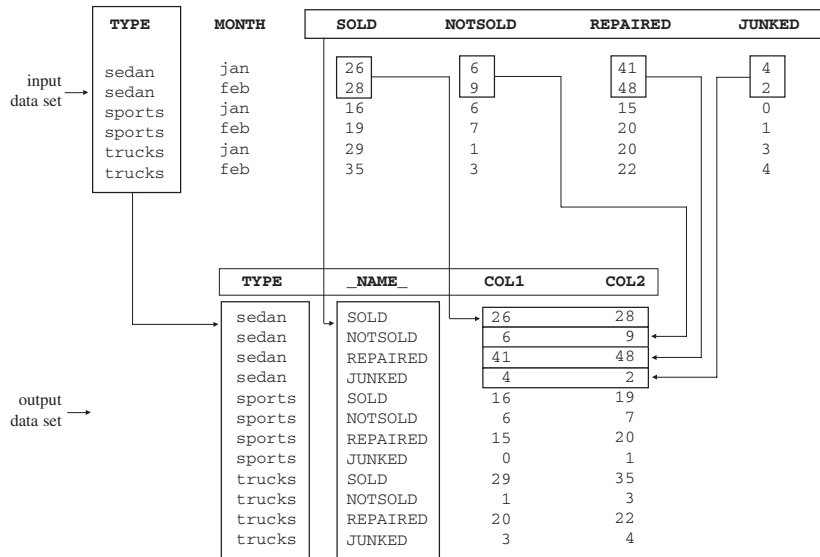 TYPE MONTH SOLD NOTSOLD REPAIRED JUNKED
input
data set
sedan jan 26 6 41 4
sedan feb 28 9 48 2
sports jan 16 6 15 0
sports feb 19 7 20 1
trucks jan 29 1 20 3
trucks feb 35 3 22 4
TYPE _NAME_ COL1 COL2
sedan SOLD 26 28
sedan NOTSOLD 6 9
sedan REPAIRED 41 48
sedan JUNKED 4 2
output
data set
sports SOLD 16 19
sports NOTSOLD 6 7
sports REPAIRED 15 20
sports JUNKED 0 1
trucks SOLD 29 35
trucks NOTSOLD 1 3
trucks REPAIRED 20 22
trucks JUNKED 3 4